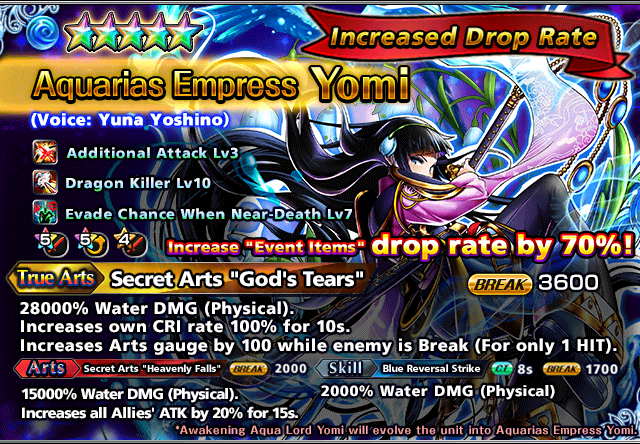 Increased Drop Rate
Aquarias Empress Yomi
(Voice: Yuna Yoshino)
Additional Attack Lv3
Dragon Killer Lv10
Evade Chance When Near-Death Lv7
5 5 4
Increase "Event Items" drop rate by 70%!
True Arts Secret Arts "God's Tears" BREAK 3600
28000% Water DMG (Physical).
Increases own CRI rate 100% for 10s.
Increases Arts gauge by 100 while enemy is Break (For only 1 HIT).
Arts Secret Arts "Heavenly Falls" BREAK 2000
15000% Water DMG (Physical).
Increases all Allies' ATK by 20% for 15s.
Skill Blue Reversal Strike CT 8s BREAK 1700
2000% Water DMG (Physical)
*Awakening Aqua Lord Yomi will evolve the unit into Aquarias Empress Yomi.